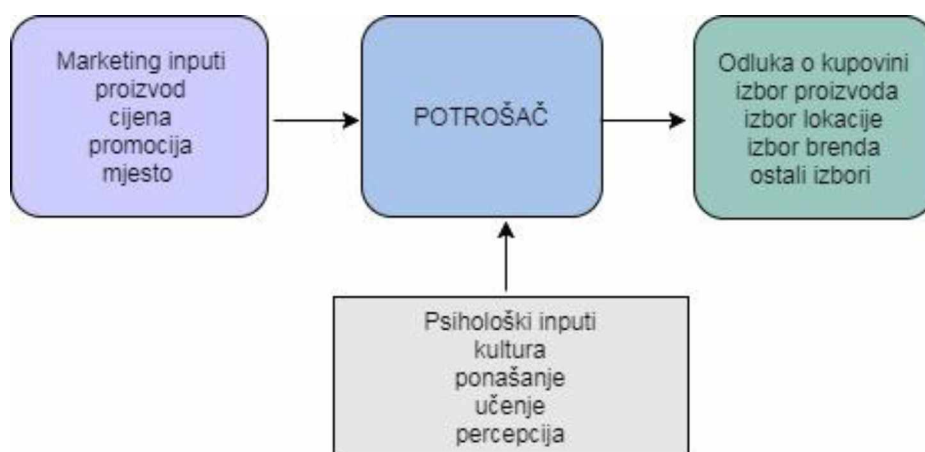 Marketing inputi
proizvod
cijena
promocija
mjesto
POTROŠAČ
Odluka o kupovini
izbor proizvoda
izbor lokacije
izbor brenda
ostali izbori
Psihološki inputi
kultura
ponašanje
učenje
percepcija